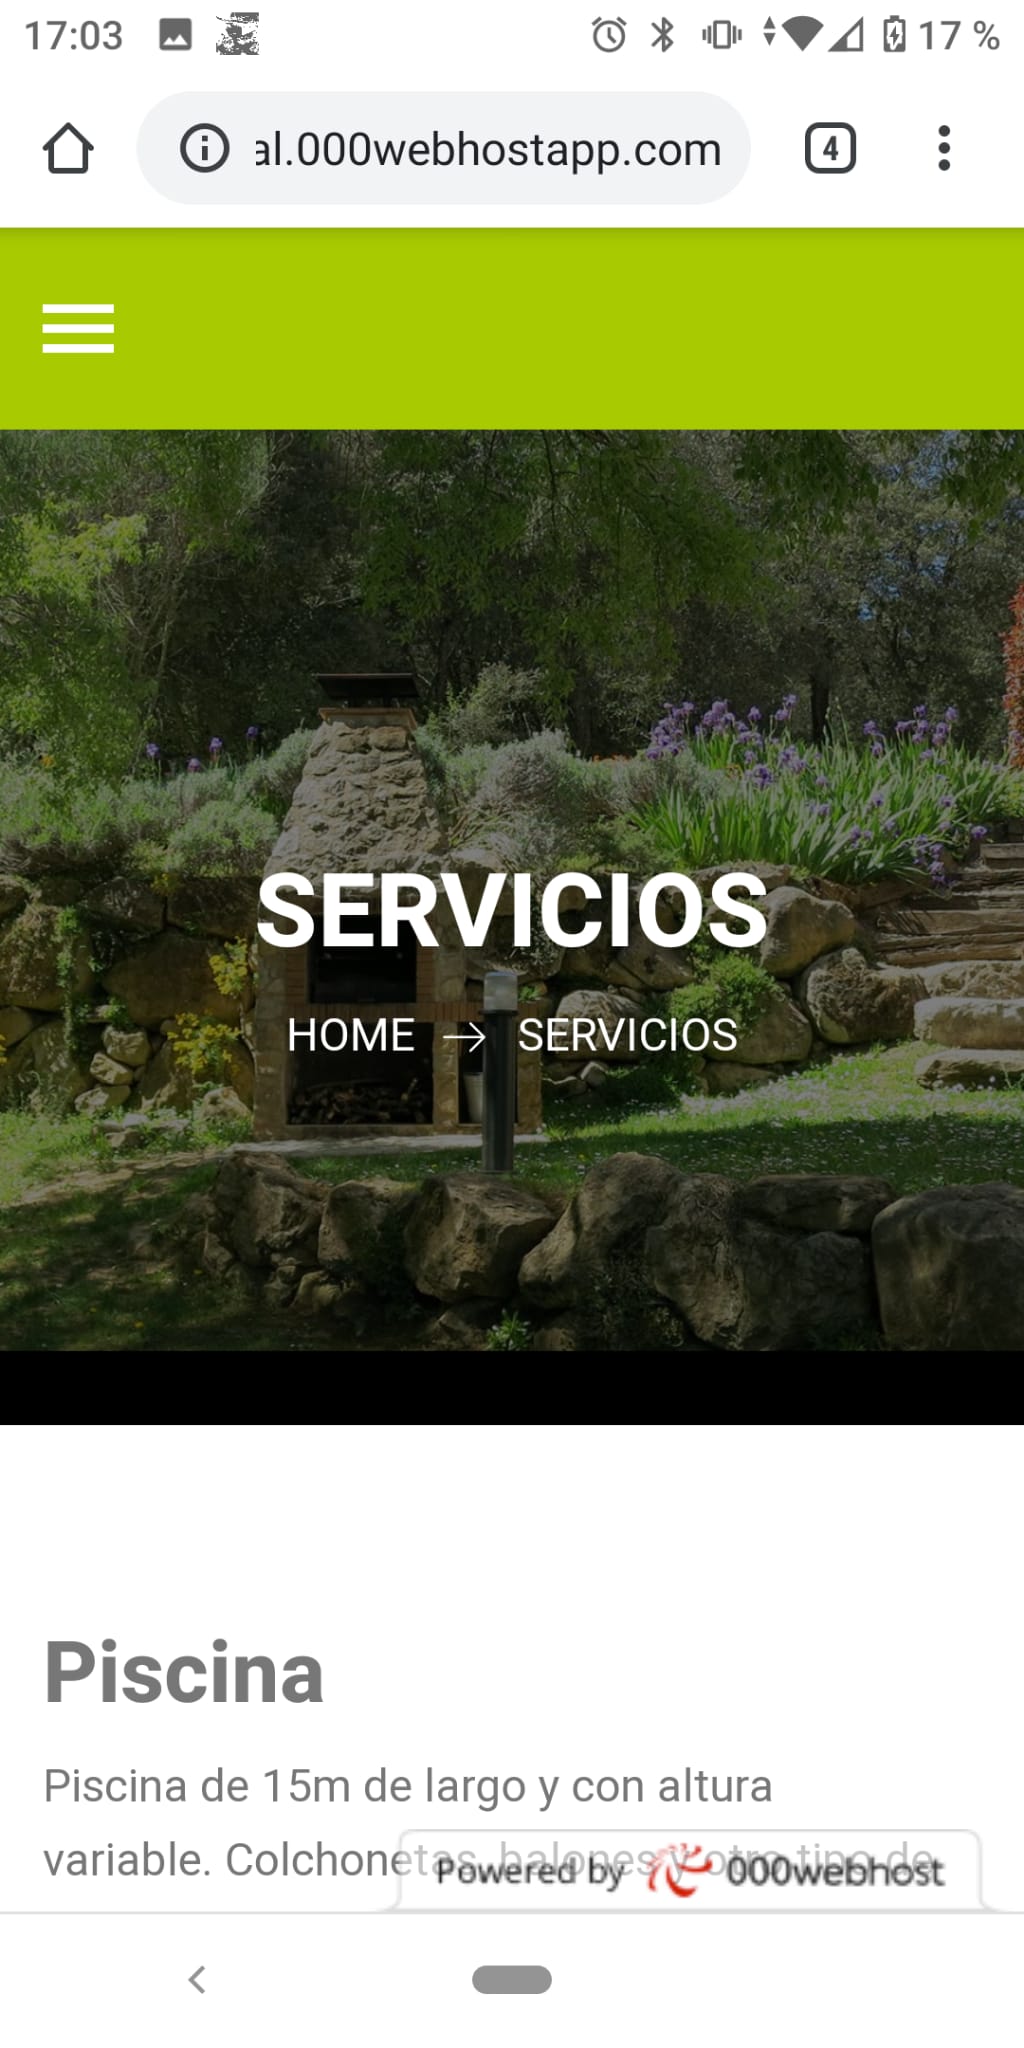 17:03 17 %
al.000webhostapp.com 4
SERVICIOS
HOME → SERVICIOS
Piscina
Piscina de 15m de largo y con altura
variable. Colchonetas, balones y otro tipo de
Powered by 000webhost